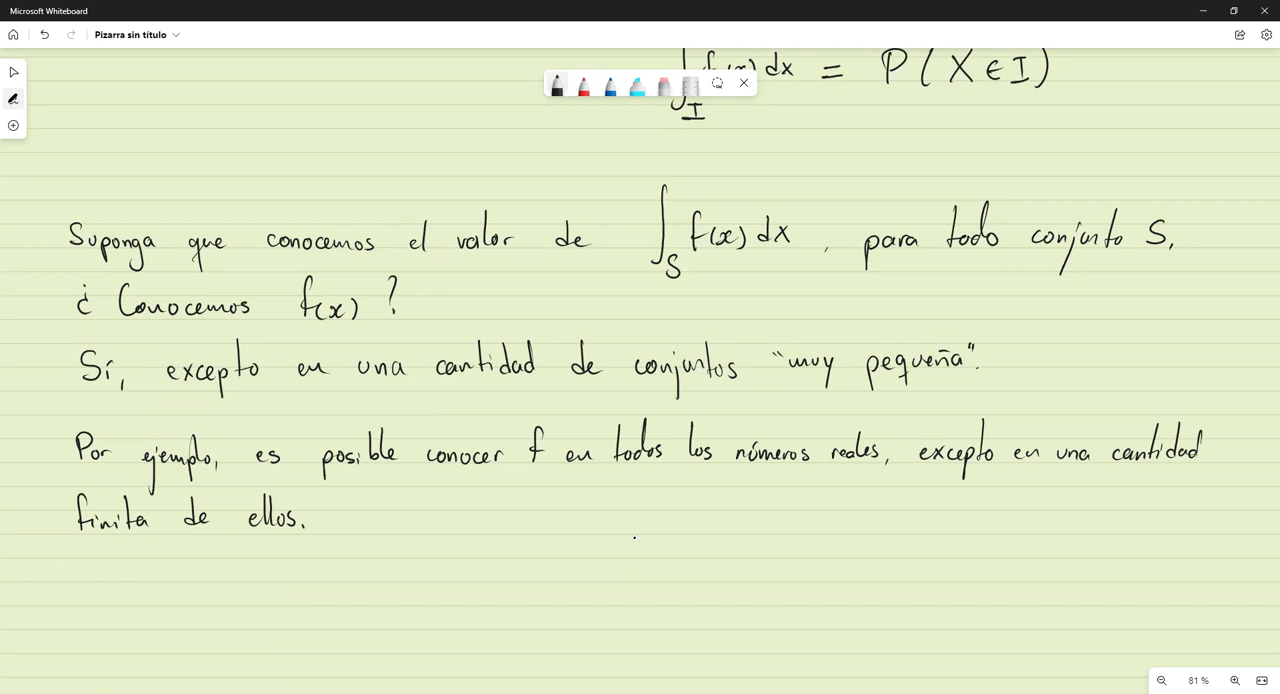 Microsoft Whiteboard
Pizarra sin título
∫_I f(x) dx = P(X ∈ I)
Suponga que conocemos el valor de ∫_S f(x) dx, para todo conjunto S,
¿Conocemos f(x)?
Sí, excepto en una cantidad de conjuntos "muy pequeña".
Por ejemplo, es posible conocer f en todos los números reales, excepto en una cantidad
finita de ellos.
81 %